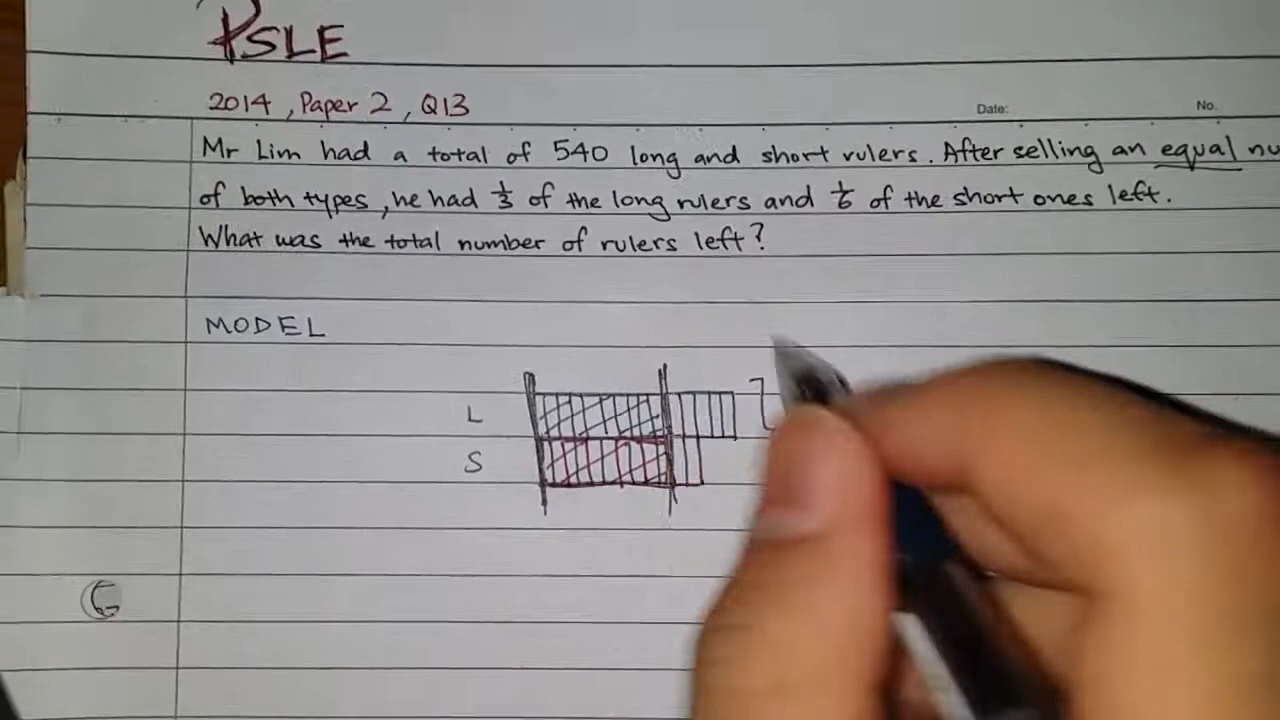 PSLE
2014, Paper 2, Q13
Date: No.
Mr Lim had a total of 540 long and short rulers. After selling an equal nu
of both types, he had 1/3 of the long rulers and 1/6 of the short ones left.
What was the total number of rulers left?
MODEL
L
S
G